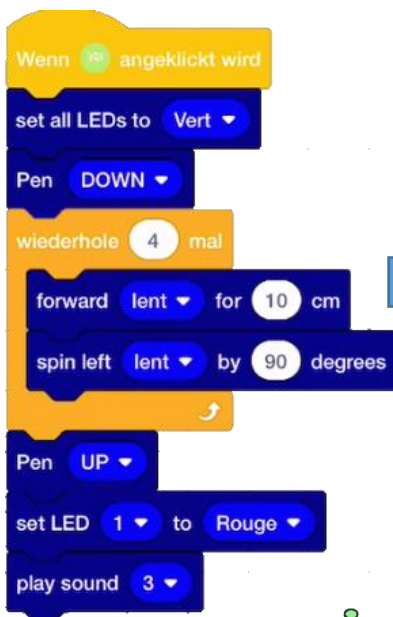 Wenn angeklickt wird
set all LEDs to Vert
Pen DOWN
wiederhole 4 mal
forward lent for 10 cm
spin left lent by 90 degrees
Pen UP
set LED 1 to Rouge
play sound 3